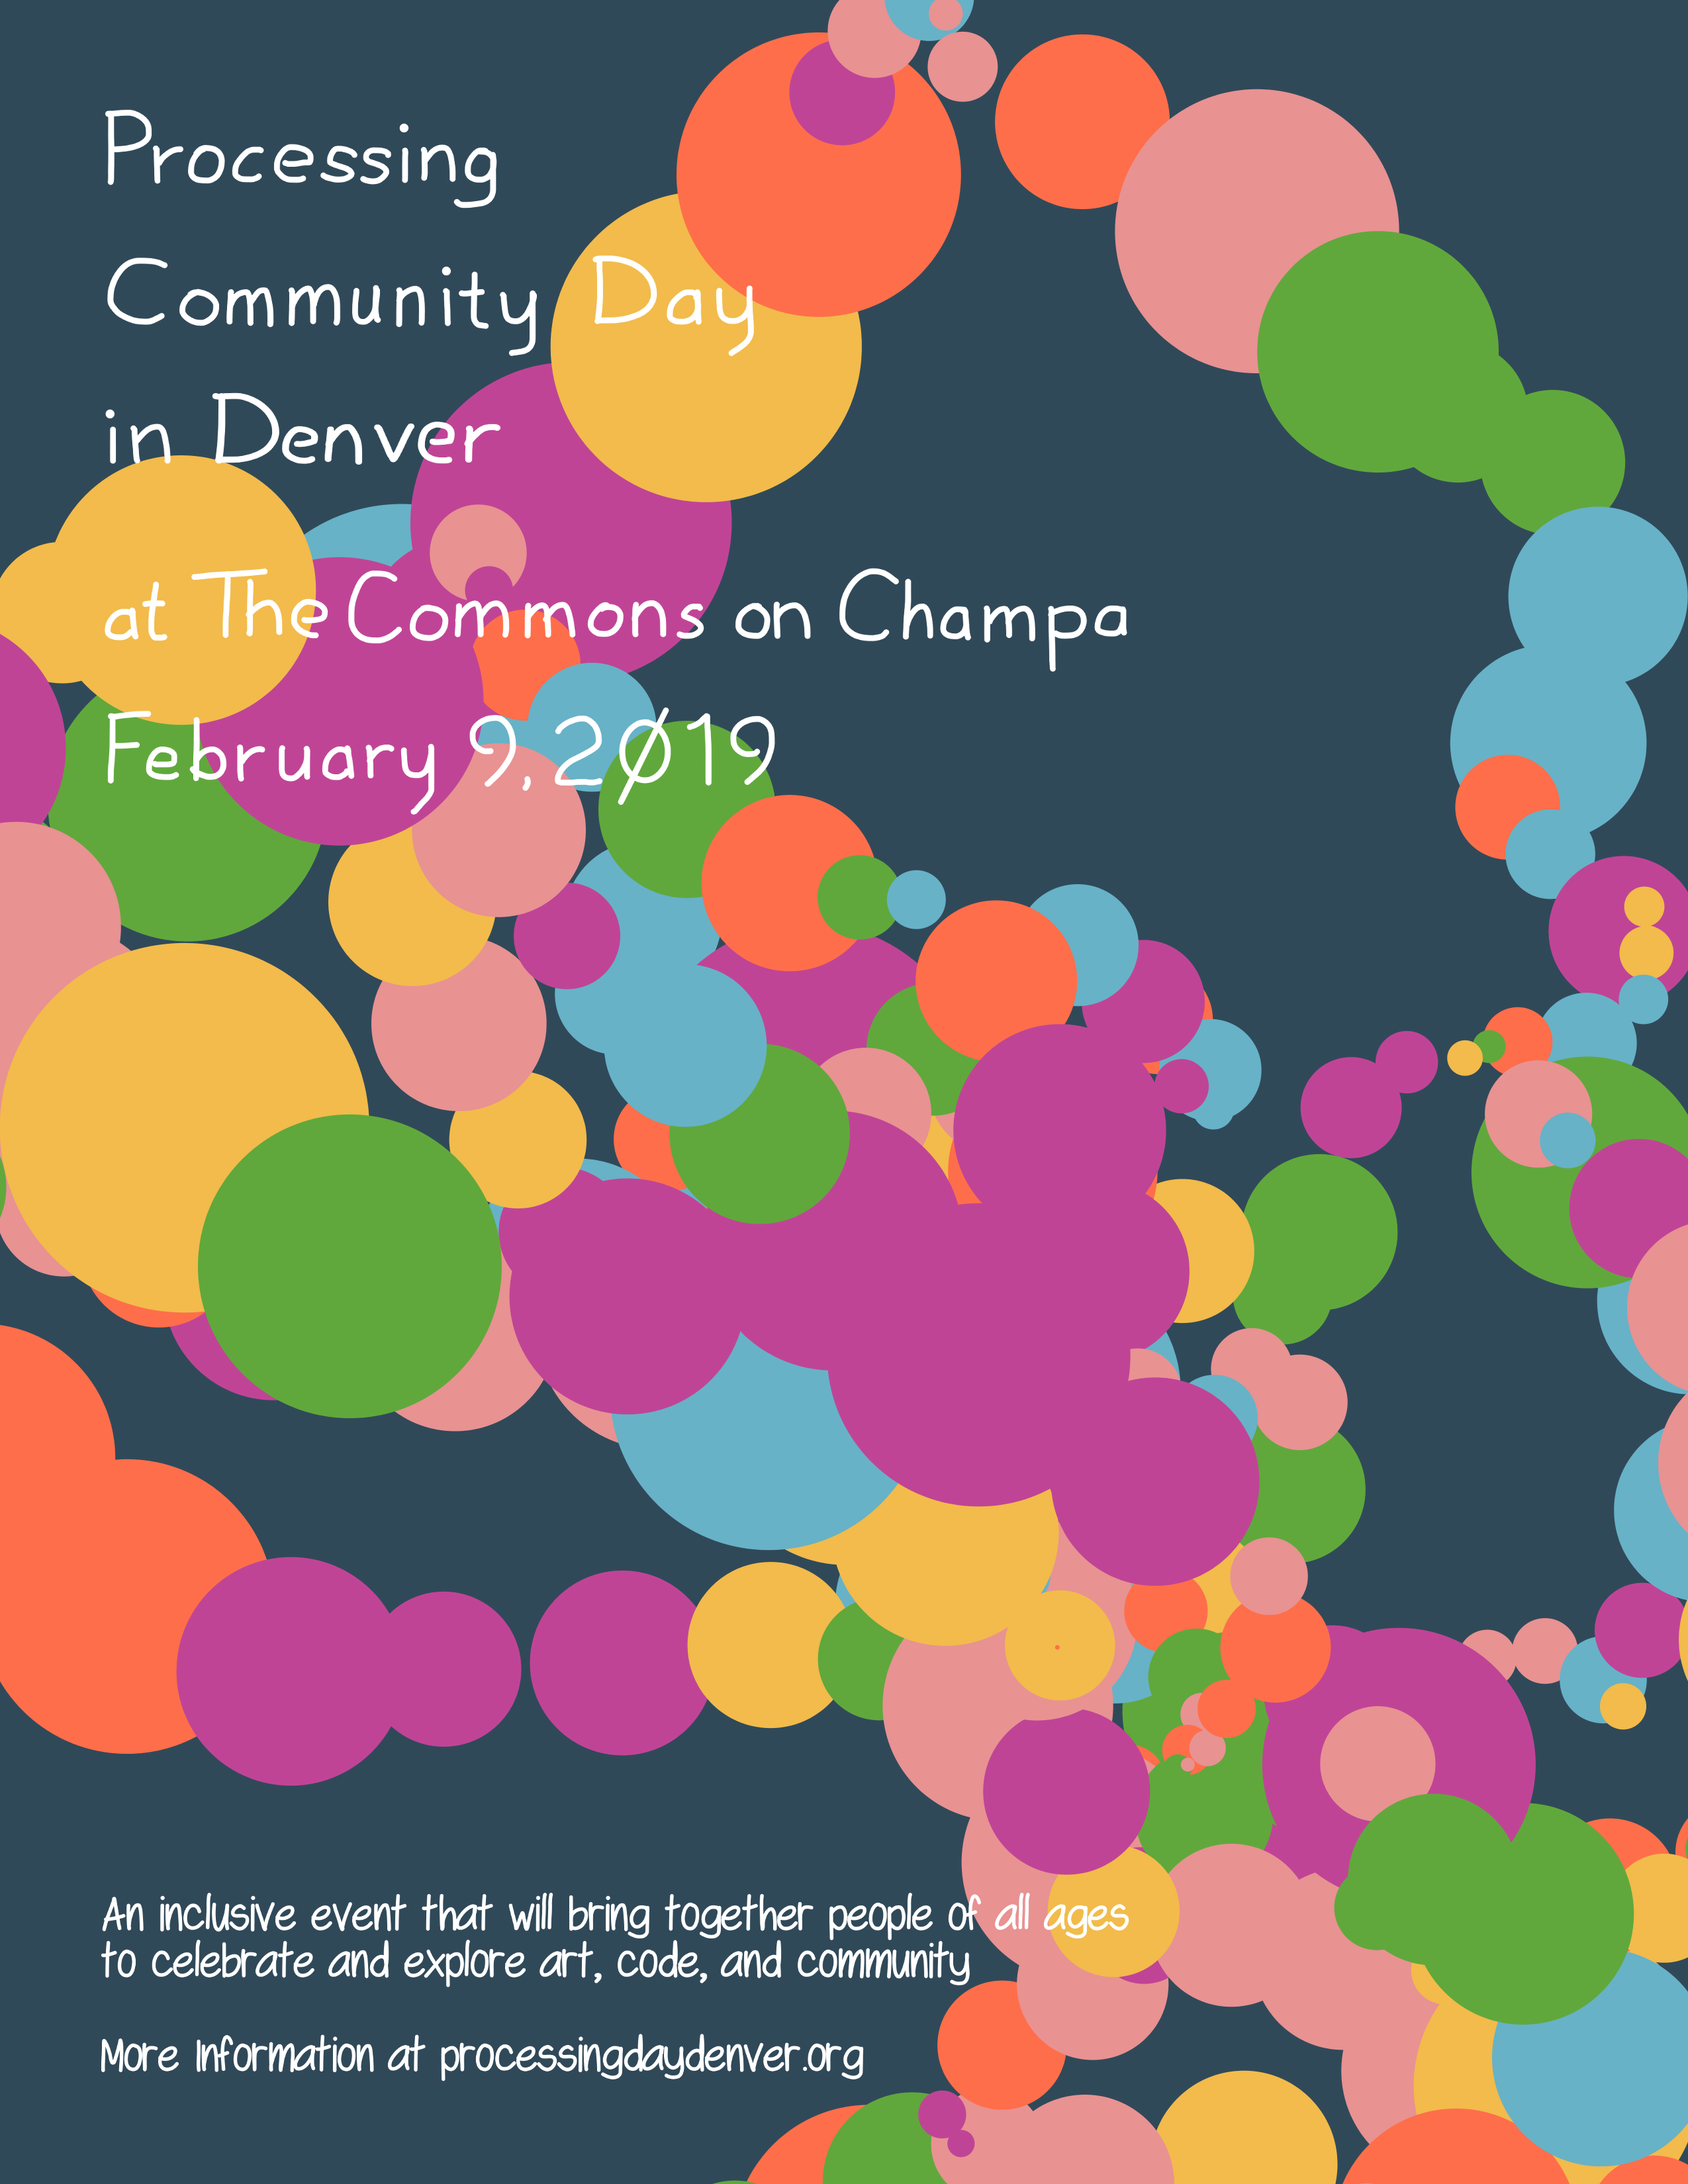 Processing
Community Day
in Denver
at The Commons on Champa
February 9, 2019
An inclusive event that will bring together people of all ages
to celebrate and explore art, code, and community
More Information at processingdaydenver.org